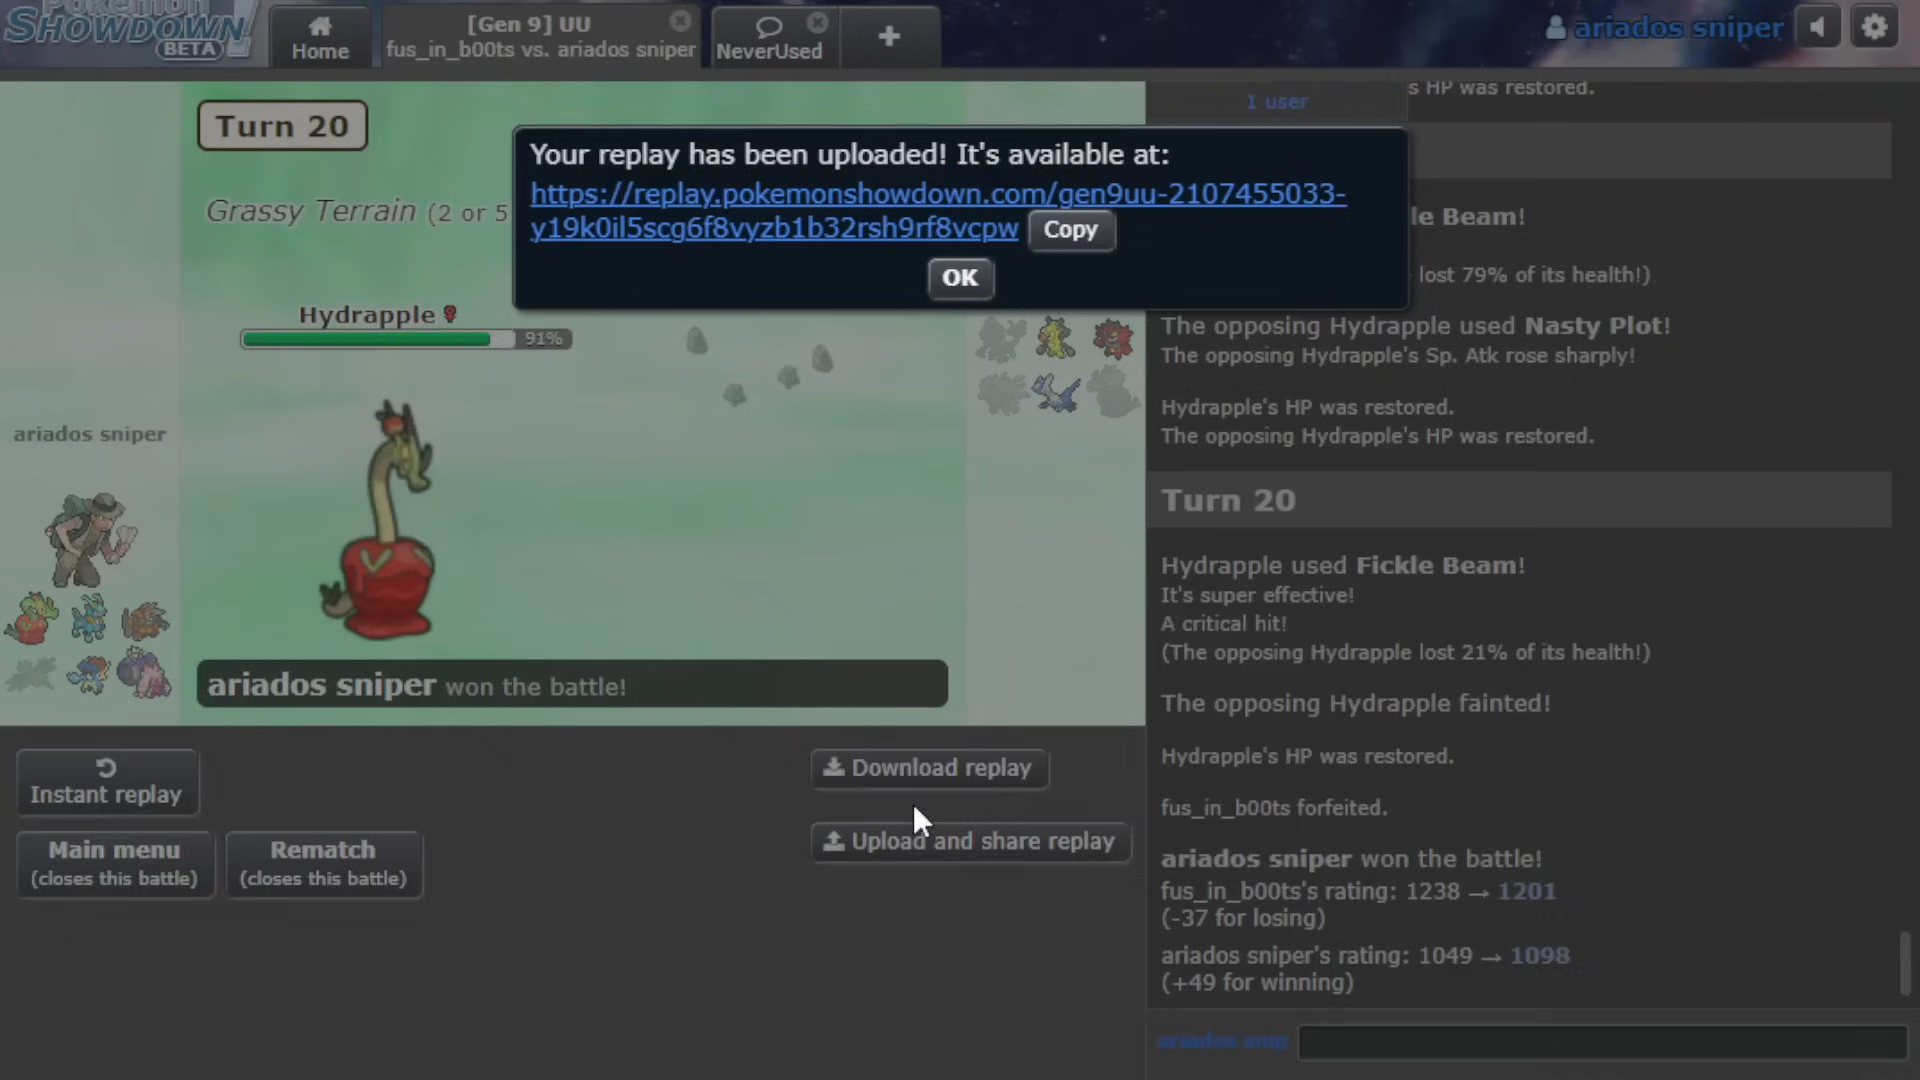 Pokémon
SHOWDOWN!
BETA
Home
[Gen 9] UU
fus_in_b00ts vs. ariados sniper
NeverUsed
+
ariados sniper
Turn 20
Grassy Terrain (2 or 5
Your replay has been uploaded! It's available at:
https://replay.pokemonshowdown.com/gen9uu-2107455033-
y19k0il5scg6f8vyzb1b32rsh9rf8vcpw Copy
OK
Hydrapple
91%
ariados sniper
ariados sniper won the battle!
Instant replay
Download replay
Upload and share replay
Main menu
(closes this battle)
Rematch
(closes this battle)
1 user
s HP was restored.
le Beam!
lost 79% of its health!)
The opposing Hydrapple used Nasty Plot!
The opposing Hydrapple's Sp. Atk rose sharply!
Hydrapple's HP was restored.
The opposing Hydrapple's HP was restored.
Turn 20
Hydrapple used Fickle Beam!
It's super effective!
A critical hit!
(The opposing Hydrapple lost 21% of its health!)
The opposing Hydrapple fainted!
Hydrapple's HP was restored.
fus_in_b00ts forfeited.
ariados sniper won the battle!
fus_in_b00ts's rating: 1238 → 1201
(-37 for losing)
ariados sniper's rating: 1049 → 1098
(+49 for winning)
ariados snip